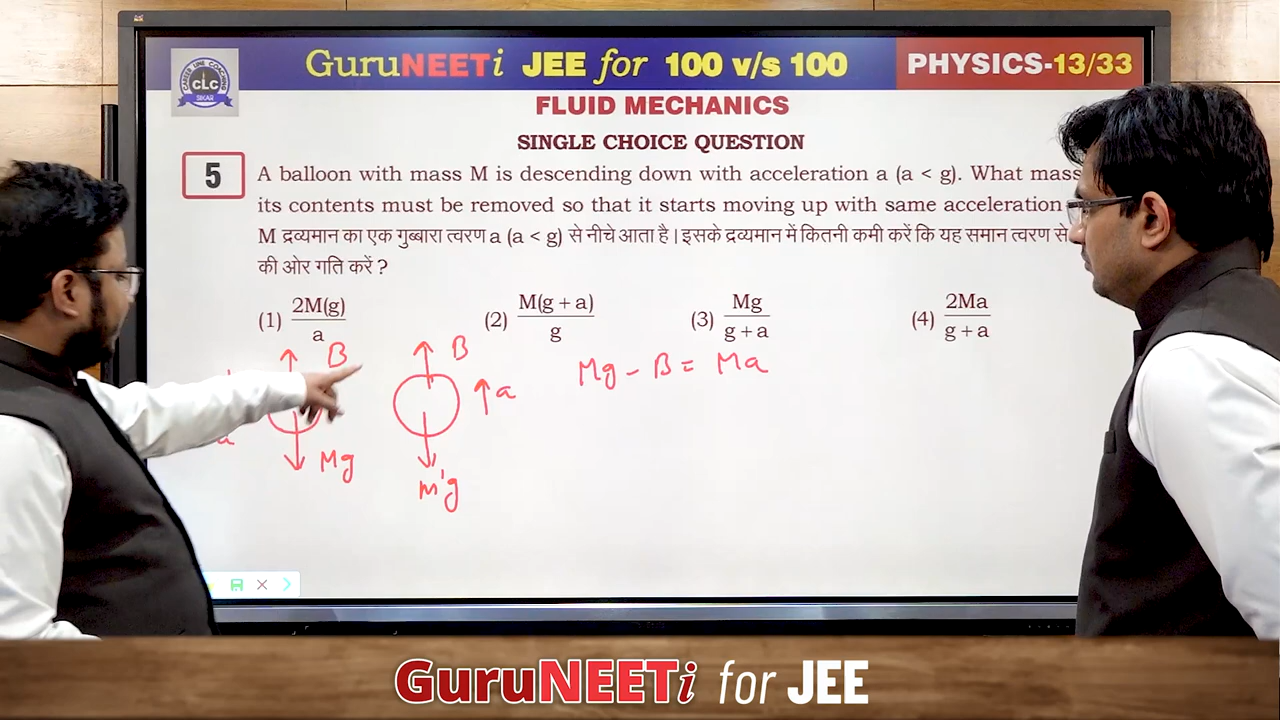 GuruNEETi JEE for 100 v/s 100
PHYSICS-13/33
CLC
SIKAR
FLUID MECHANICS
SINGLE CHOICE QUESTION
5
A balloon with mass M is descending down with acceleration a (a < g). What mass
its contents must be removed so that it starts moving up with same acceleration
M द्रव्यमान का एक गुब्बारा त्वरण a (a < g) से नीचे आता है। इसके द्रव्यमान में कितनी कमी करें कि यह समान त्वरण से
की ओर गति करें ?
(1) 2M(g) / a (2) M(g + a) / g (3) Mg / g + a (4) 2Ma / g + a
B B Mg - B = Ma
↑ a
a Mg
m'g
GuruNEETi for JEE